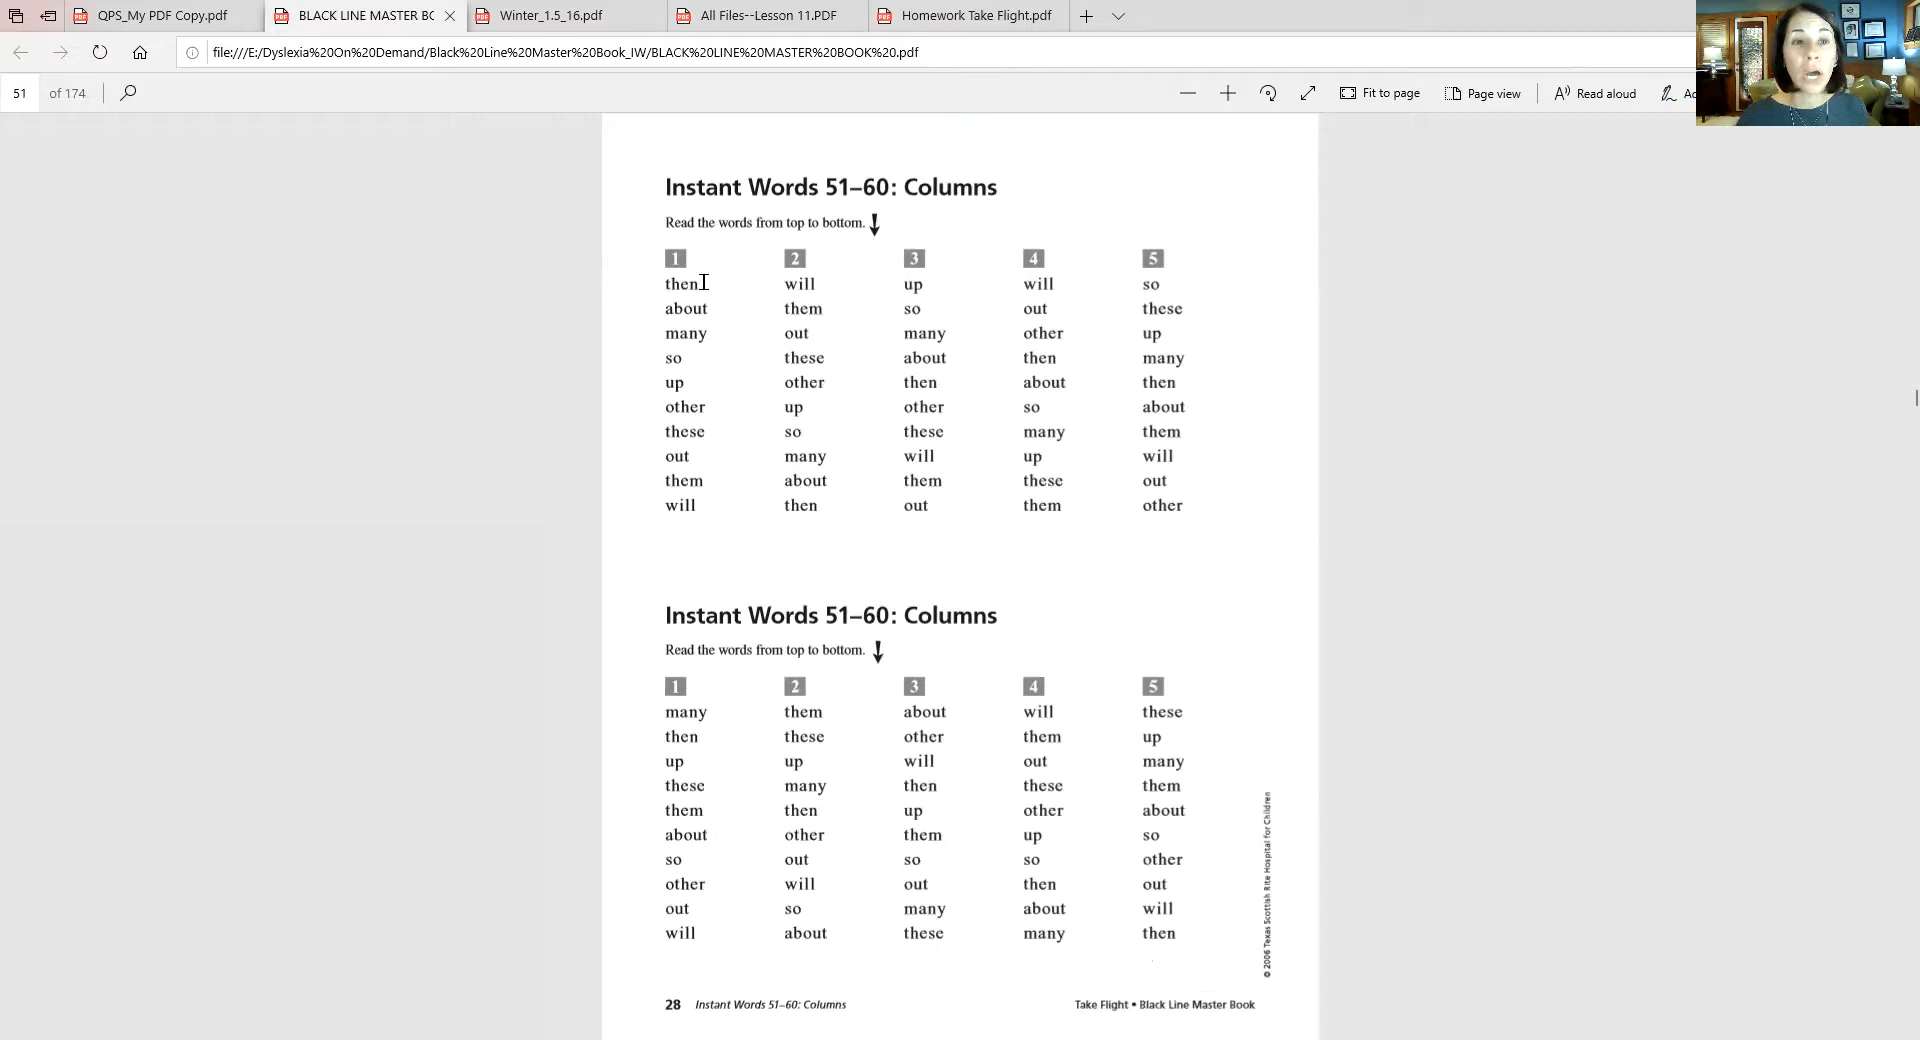 QPS_My PDF Copy.pdf
BLACK LINE MASTER BO
Winter_1.5_16.pdf
All Files--Lesson 11.PDF
Homework Take Flight.pdf
file:///E:/Dyslexia%20On%20Demand/Black%20Line%20Master%20Book_IW/BLACK%20LINE%20MASTER%20BOOK%20.pdf
51 of 174
Fit to page
Page view
Read aloud
Ac
Instant Words 51–60: Columns
Read the words from top to bottom.
1 2 3 4 5
then will up will so
about them so out these
many out many other up
so these about then many
up other then about then
other up other so about
these so these many them
out many will up will
them about them these out
will then out them other
Instant Words 51–60: Columns
Read the words from top to bottom.
1 2 3 4 5
many them about will these
then these other them up
up up will out many
these many then these them
them then up other about
about other them up so
so out so so other
other will out then out
out so many about will
will about these many then
© 2006 Texas Scottish Rite Hospital for Children
28 Instant Words 51–60: Columns
Take Flight • Black Line Master Book